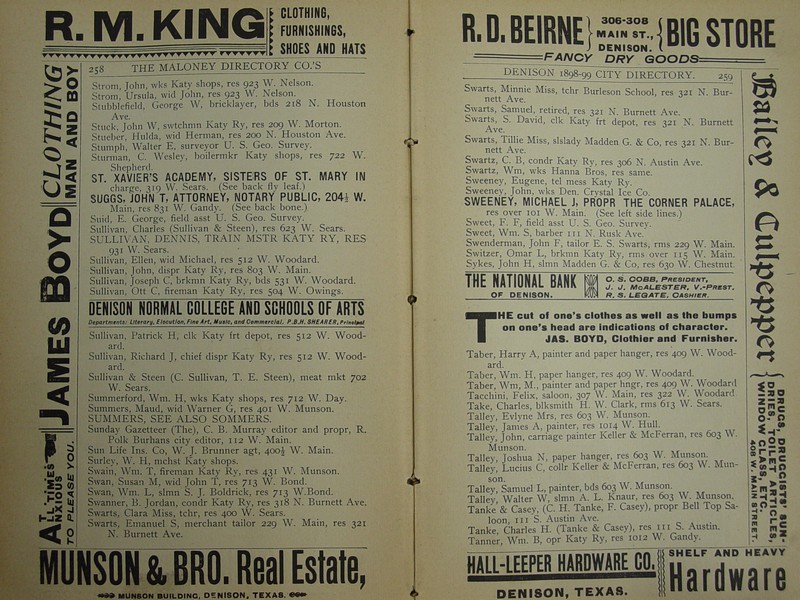 R. M. KING
CLOTHING,
FURNISHINGS,
SHOES AND HATS
258 THE MALONEY DIRECTORY CO.'S
Strom, John, wks Katy shops, res 923 W. Nelson.
Strom, Ursula, wid John, res 923 W. Nelson.
Stubblefield, George W, bricklayer, bds 218 N. Houston
Ave.
Stuck, John W, swtchmn Katy Ry, res 209 W. Morton.
Stueber, Hulda, wid Herman, res 200 N. Houston Ave.
Stumph, Walter E, surveyor U. S. Geo. Survey.
Sturman, C. Wesley, boilermkr Katy shops, res 722 W.
Shepherd.
ST. XAVIER'S ACADEMY, SISTERS OF ST. MARY IN
charge, 319 W. Sears. (See back fly leaf.)
SUGGS, JOHN T, ATTORNEY, NOTARY PUBLIC, 204½ W.
Main, res 831 W. Gandy. (See back bone.)
Suid, E. George, field asst U. S. Geo. Survey.
Sullivan, Charles (Sullivan & Steen), res 623 W. Sears.
SULLIVAN, DENNIS, TRAIN MSTR KATY RY, RES
931 W. Sears.
Sullivan, Ellen, wid Michael, res 512 W. Woodard.
Sullivan, John, dispr Katy Ry, res 803 W. Main.
Sullivan, Joseph C, brkmn Katy Ry, bds 531 W. Woodard.
Sullivan, Ott C, fireman Katy Ry, res 504 W. Owings.
DENISON NORMAL COLLEGE AND SCHOOLS OF ARTS
Departments: Literary, Elocution, Fine Art, Music, and Commercial. P.B.H. SHEARER, Principal
Sullivan, Patrick H, clk Katy frt depot, res 512 W. Wood-
ard.
Sullivan, Richard J, chief dispr Katy Ry, res 512 W. Wood-
ard.
Sullivan & Steen (C. Sullivan, T. E. Steen), meat mkt 702
W. Sears.
Summerford, Wm. H, wks Katy shops, res 712 W. Day.
Summers, Maud, wid Warner G, res 401 W. Munson.
SUMMERS, SEE ALSO SOMMERS.
Sunday Gazetteer (The), C. B. Murray editor and propr, R.
Polk Burhans city editor, 112 W. Main.
Sun Life Ins. Co, W. J. Brunner agt, 400½ W. Main.
Surley, W. H, mchst Katy shops.
Swain, Wm. T, fireman Katy Ry, res 431 W. Munson.
Swan, Susan M, wid John T, res 713 W. Bond.
Swan, Wm. L, slmn S. J. Boldrick, res 713 W.Bond.
Swanner, B. Jordan, condr Katy Ry, res 318 N. Burnett Ave.
Swarts, Clara Miss, tchr, res 400 W. Sears.
Swarts, Emanuel S, merchant tailor 229 W. Main, res 321
N. Burnett Ave.
JAMES BOYD
CLOTHING
MAN AND BOY
AT ALL TIMES ANXIOUS
TO PLEASE YOU.
MUNSON & BRO. Real Estate,
MUNSON BUILDING, DENISON, TEXAS.
R. D. BEIRNE
306-308
MAIN ST.,
DENISON.
BIG STORE
FANCY DRY GOODS
DENISON 1898-99 CITY DIRECTORY. 259
Swarts, Minnie Miss, tchr Burleson School, res 321 N. Bur-
nett Ave.
Swarts, Samuel, retired, res 321 N. Burnett Ave.
Swarts, S. David, clk Katy frt depot, res 321 N. Burnett
Ave.
Swarts, Tillie Miss, slslady Madden G. & Co, res 321 N. Bur-
nett Ave.
Swartz, C. B, condr Katy Ry, res 306 N. Austin Ave.
Swartz, Wm, wks Hanna Bros, res same.
Sweeney, Eugene, tel mess Katy Ry.
Sweeney, John, wks Den. Crystal Ice Co.
SWEENEY, MICHAEL J, PROPR THE CORNER PALACE,
res over 101 W. Main. (See left side lines.)
Sweet, F. F, field asst U. S. Geo. Survey.
Sweet, Wm. S, barber 111 N. Rusk Ave.
Swenderman, John F, tailor E. S. Swarts, rms 229 W. Main.
Switzer, Omar L, brkmn Katy Ry, rms over 115 W. Main.
Sykes, John H, slmn Madden G. & Co, res 630 W. Chestnut.
THE NATIONAL BANK
OF DENISON.
C. S. COBB, PRESIDENT,
J. J. McALESTER, V.-PREST.
R. S. LEGATE, CASHIER.
THE cut of one's clothes as well as the bumps
on one's head are indications of character.
JAS. BOYD, Clothier and Furnisher.
Taber, Harry A, painter and paper hanger, res 409 W. Wood-
ard.
Taber, Wm. H, paper hanger, res 409 W. Woodard.
Taber, Wm, M., painter and paper hngr, res 409 W. Woodard
Tacchini, Felix, saloon, 307 W. Main, res 322 W. Woodard
Take, Charles, blksmith H. W. Clark, rms 613 W. Sears.
Talley, Evlyne Mrs, res 603 W. Munson.
Talley, James A, painter, res 1014 W. Hull.
Talley, John, carriage painter Keller & McFerran, res 603 W.
Munson.
Talley, Joshua N, paper hanger, res 603 W. Munson.
Talley, Lucius C, collr Keller & McFerran, res 603 W. Mun-
son.
Talley, Samuel L, painter, bds 603 W. Munson.
Talley, Walter W, slmn A. L. Knaur, res 603 W. Munson.
Tanke & Casey, (C. H. Tanke, F. Casey), propr Bell Top Sa-
loon, 111 S. Austin Ave.
Tanke, Charles H. (Tanke & Casey), res 111 S. Austin.
Tanner, Wm. B, opr Katy Ry, res 1012 W. Gandy.
Bailey & Culpepper
DRUGS, DRUGGISTS' SUN-
DRIES, TOILET ARTICLES,
WINDOW GLASS, ETC.
406 W. MAIN STREET.
HALL-LEEPER HARDWARE CO.
DENISON, TEXAS.
SHELF AND HEAVY
Hardware